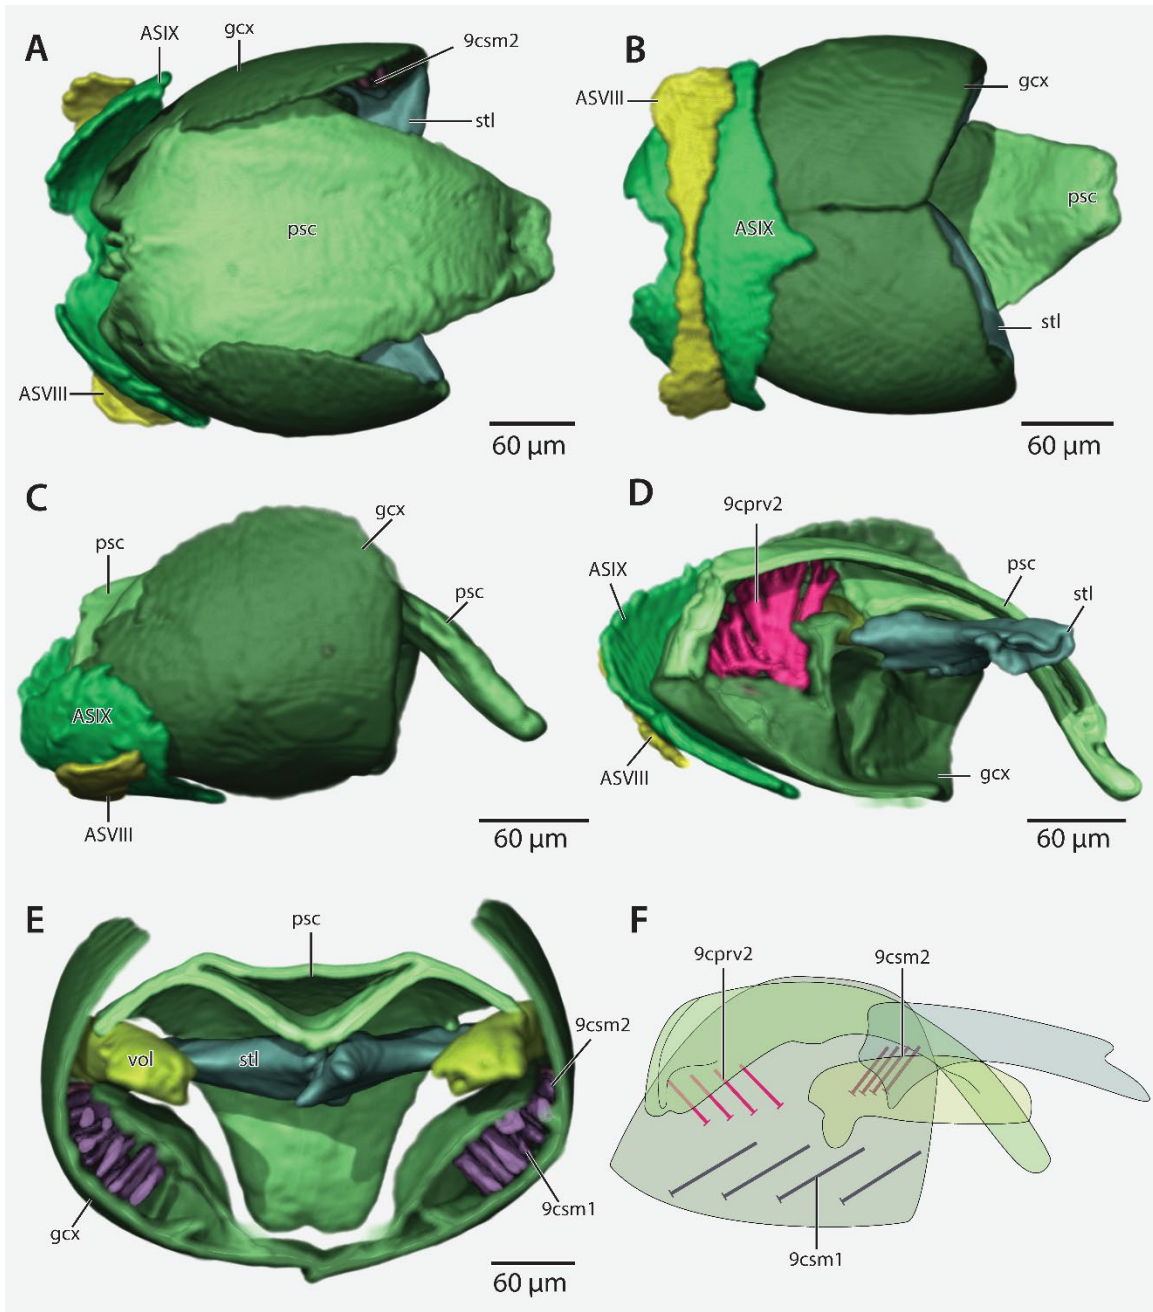 A
ASIX
gcx
9csm2
stl
psc
ASVIII
60 µm
B
ASVIII
gcx
psc
ASIX
stl
60 µm
C
gcx
psc
psc
ASIX
ASVIII
60 µm
D
9cprv2
ASIX
psc
stl
ASVIII
gcx
60 µm
E
psc
9csm2
vol
stl
9csm1
gcx
60 µm
F
9cprv2
9csm2
9csm1